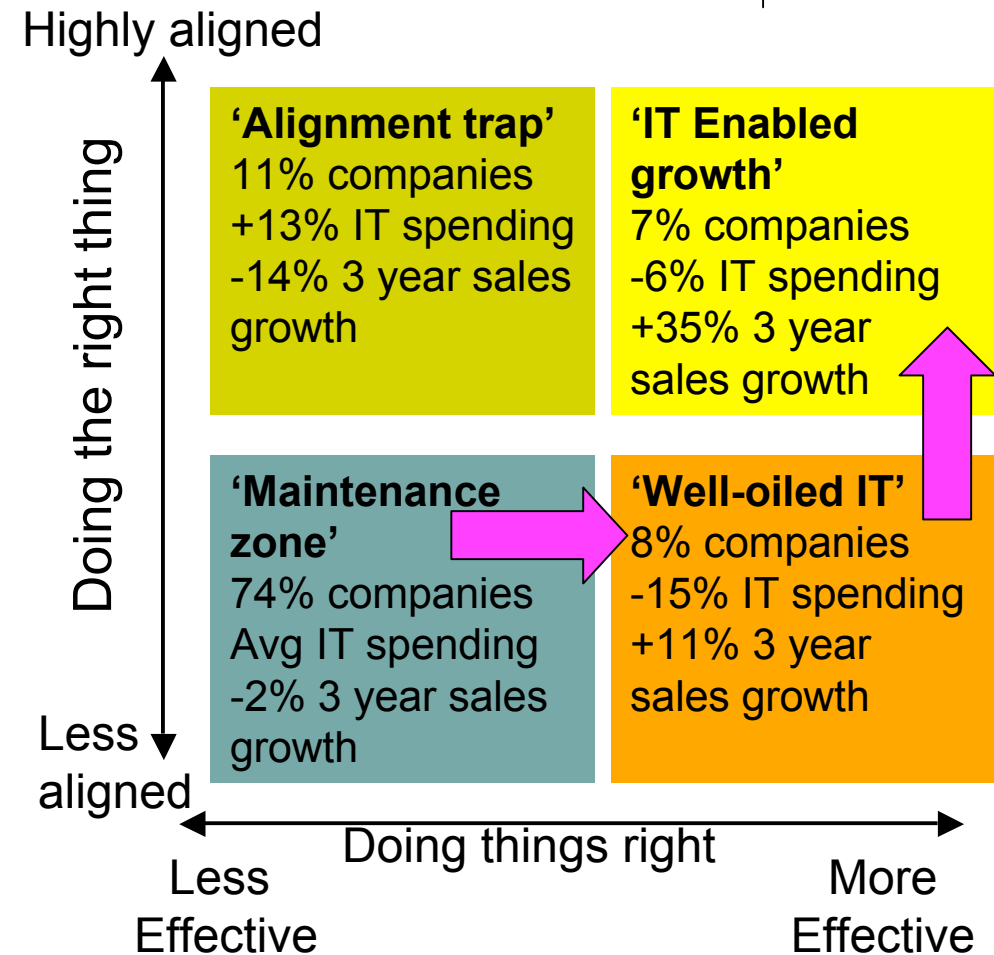 Highly aligned
Doing the right thing
‘Alignment trap’
11% companies
+13% IT spending
-14% 3 year sales
growth
‘IT Enabled
growth’
7% companies
-6% IT spending
+35% 3 year
sales growth
‘Maintenance
zone’
74% companies
Avg IT spending
-2% 3 year sales
growth
‘Well-oiled IT’
8% companies
-15% IT spending
+11% 3 year
sales growth
Less
aligned
Doing things right
Less
Effective
More
Effective